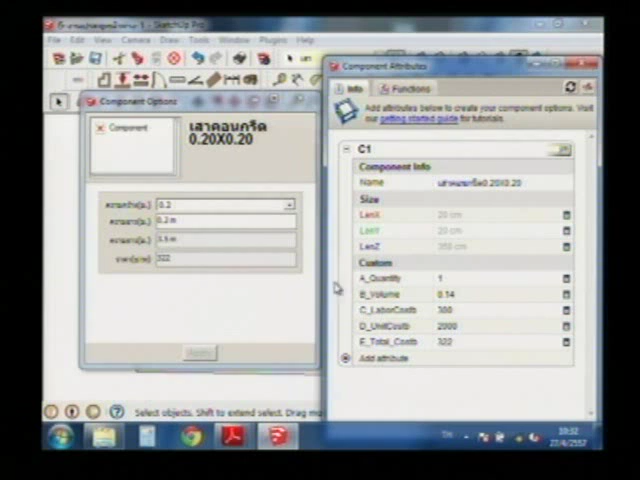 SketchUp Pro
File Edit View Camera Draw Tools Window Plugins Help
Component Options
Component
เสาคอนกรีต
0.20X0.20
0.2
0.2 m
3.5 m
322
Apply
Component Attributes
Info
Functions
Add attributes below to create your component options. Visit
our getting started guide for tutorials.
C1
Component Info
Name เสาคอนกรีต0.20X0.20
Size
LenX 20 cm
LenY 20 cm
LenZ 350 cm
Custom
A_Quantity 1
B_Volume 0.14
C_LaborCostb 300
D_UnitCostb 2000
E_Total_Costb 322
Add attribute
Select objects. Shift to extend select. Drag mo
TH
10:32
27/4/2557